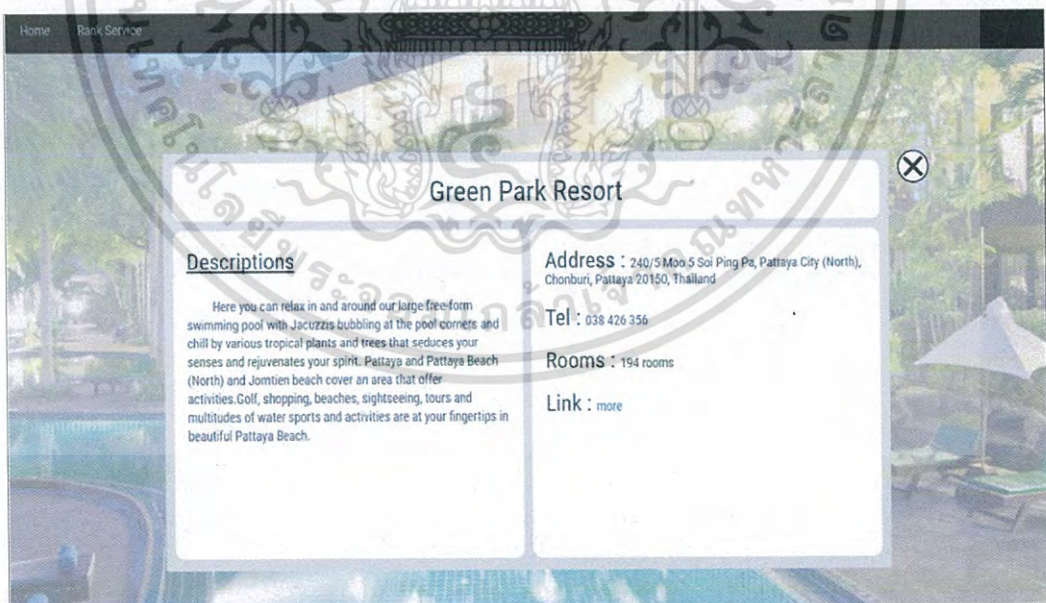 Home Rank Service
Green Park Resort
Descriptions
Here you can relax in and around our large free-form
swimming pool with Jacuzzis bubbling at the pool corners and
chill by various tropical plants and trees that seduces your
senses and rejuvenates your spirit. Pattaya and Pattaya Beach
(North) and Jomtien beach cover an area that offer
activities.Golf, shopping, beaches, sightseeing, tours and
multitudes of water sports and activities are at your fingertips in
beautiful Pattaya Beach.
Address : 240/5 Moo 5 Soi Ping Pa, Pattaya City (North),
Chonburi, Pattaya 20150, Thailand
Tel : 038 426 356
Rooms : 194 rooms
Link : more